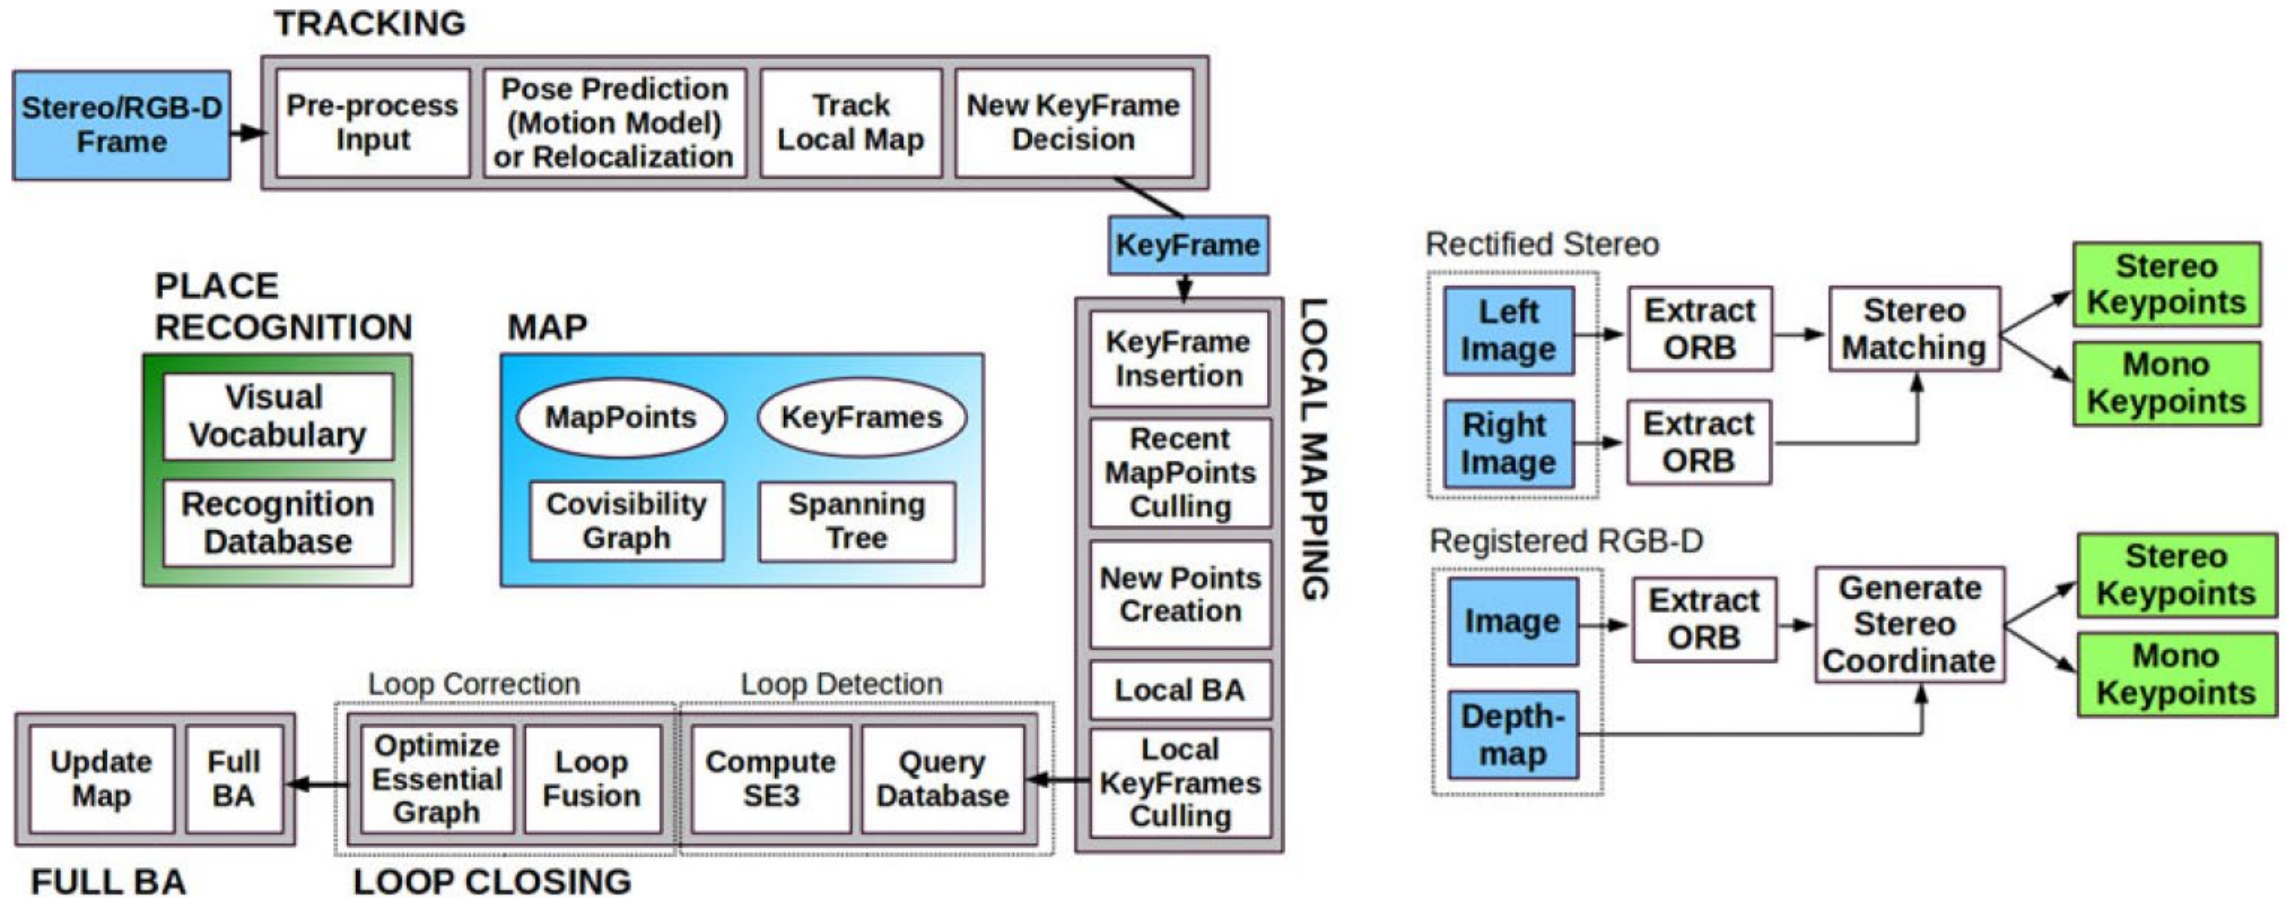 TRACKING
Stereo/RGB-D
Frame
Pre-process
Input
Pose Prediction
(Motion Model)
or Relocalization
Track
Local Map
New KeyFrame
Decision
KeyFrame
PLACE
RECOGNITION
Visual
Vocabulary
Recognition
Database
MAP
MapPoints
KeyFrames
Covisibility
Graph
Spanning
Tree
LOCAL MAPPING
KeyFrame
Insertion
Recent
MapPoints
Culling
New Points
Creation
Local BA
Local
KeyFrames
Culling
Loop Correction
Loop Detection
Update
Map
Full
BA
Optimize
Essential
Graph
Loop
Fusion
Compute
SE3
Query
Database
FULL BA
LOOP CLOSING
Rectified Stereo
Left
Image
Extract
ORB
Stereo
Matching
Stereo
Keypoints
Mono
Keypoints
Right
Image
Extract
ORB
Registered RGB-D
Image
Extract
ORB
Generate
Stereo
Coordinate
Stereo
Keypoints
Mono
Keypoints
Depth-
map